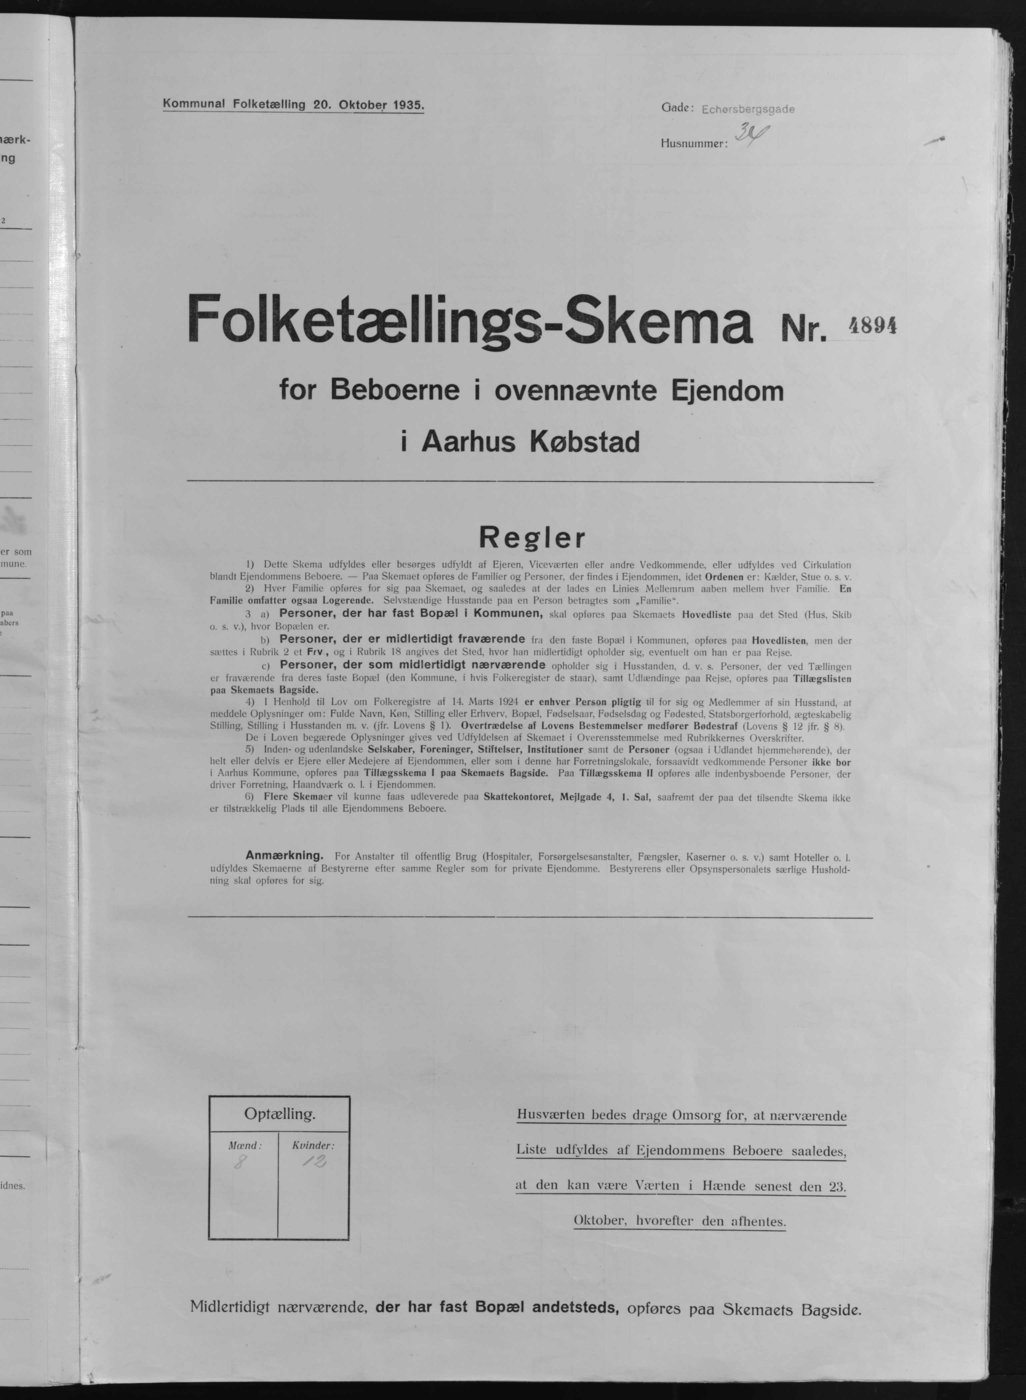 Kommunal Folketælling 20. Oktober 1935.
Gade: Echersbergsgade
Husnummer: 34
Folketællings-Skema Nr. 4894
for Beboerne i ovennævnte Ejendom
i Aarhus Købstad
Regler
1) Dette Skema udfyldes eller besørges udfyldt af Ejeren, Viceværten eller andre Vedkommende, eller udfyldes ved Cirkulation
blandt Ejendommens Beboere. — Paa Skemaet opføres de Familier og Personer, der findes i Ejendommen, idet Ordenen er: Kælder, Stue o. s. v.
2) Hver Familie opføres for sig paa Skemaet, og saaledes at der lades en Linies Mellemrum aaben mellem hver Familie. En
Familie omfatter ogsaa Logerende. Selvstændige Husstande paa en Person betragtes som „Familie“.
3 a) Personer, der har fast Bopæl i Kommunen, skal opføres paa Skemaets Hovedliste paa det Sted (Hus, Skib
o. s. v.), hvor Bopælen er.
b) Personer, der er midlertidigt fraværende fra den faste Bopæl i Kommunen, opføres paa Hovedlisten, men der
sættes i Rubrik 2 et Frv., og i Rubrik 18 angives det Sted, hvor han midlertidigt opholder sig, eventuelt om han er paa Rejse.
c) Personer, der som midlertidigt nærværende opholder sig i Husstanden, d. v. s. Personer, der ved Tællingen
er fraværende fra deres faste Bopæl (den Kommune, i hvis Folkeregister de staar), samt Udlændinge paa Rejse, opføres paa Tillægslisten
paa Skemaets Bagside.
4) I Henhold til Lov om Folkeregistre af 14. Marts 1924 er enhver Person pligtig til for sig og Medlemmer af sin Husstand, at
meddele Oplysninger om: Fulde Navn, Køn, Stilling eller Erhverv, Bopæl, Fødselsaar, Fødselsdag og Fødested, Statsborgerforhold, ægteskabelig
Stilling, Stilling i Husstanden m. v. (jfr. Lovens § 1). Overtrædelse af Lovens Bestemmelser medfører Bødestraf (Lovens § 12 jfr. § 8).
De i Loven begærede Oplysninger gives ved Udfyldelsen af Skemaet i Overensstemmelse med Rubrikkernes Overskrifter.
5) Inden- og udenlandske Selskaber, Foreninger, Stiftelser, Institutioner samt de Personer (ogsaa i Udlandet hjemmehørende), der
helt eller delvis er Ejere eller Medejere af Ejendommen, eller som i denne har Forretningslokale, forsaavidt vedkommende Personer ikke bor
i Aarhus Kommune, opføres paa Tillægsskema I paa Skemaets Bagside. Paa Tillægsskema II opføres alle indenbysboende Personer, der
driver Forretning, Haandværk o. l. i Ejendommen.
6) Flere Skemaer vil kunne faas udleverede paa Skattekontoret, Mejlgade 4, 1. Sal, saafremt der paa det tilsendte Skema ikke
er tilstrækkelig Plads til alle Ejendommens Beboere.
Anmærkning. For Anstalter til offentlig Brug (Hospitaler, Forsørgelsesanstalter, Fængsler, Kaserner o. s. v.) samt Hoteller o. l.
udfyldes Skemaerne af Bestyrerne efter samme Regler som for private Ejendomme. Bestyrerens eller Opsynspersonalets særlige Hushold-
ning skal opføres for sig.
Optælling.
Mænd: Kvinder:
8 12
Husværten bedes drage Omsorg for, at nærværende
Liste udfyldes af Ejendommens Beboere saaledes,
at den kan være Værten i Hænde senest den 23.
Oktober, hvorefter den afhentes.
Midlertidigt nærværende, der har fast Bopæl andetsteds, opføres paa Skemaets Bagside.